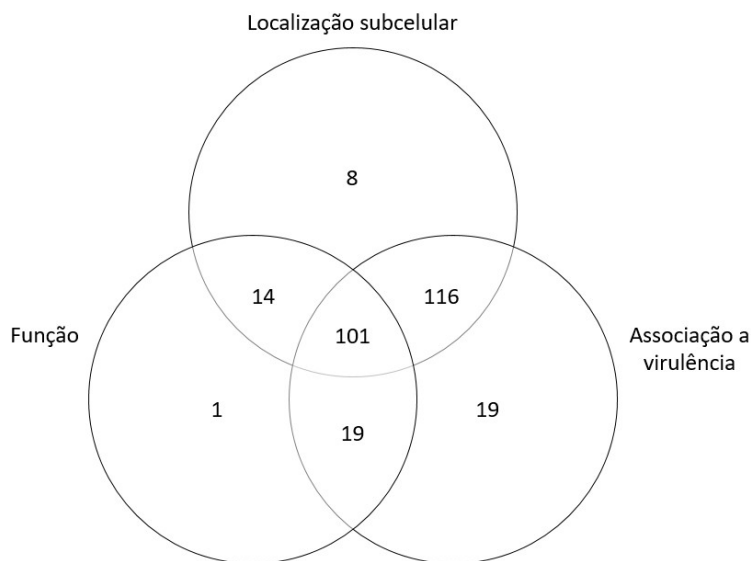 Localização subcelular
8
14
116
Função
101
Associação a
virulência
1
19
19